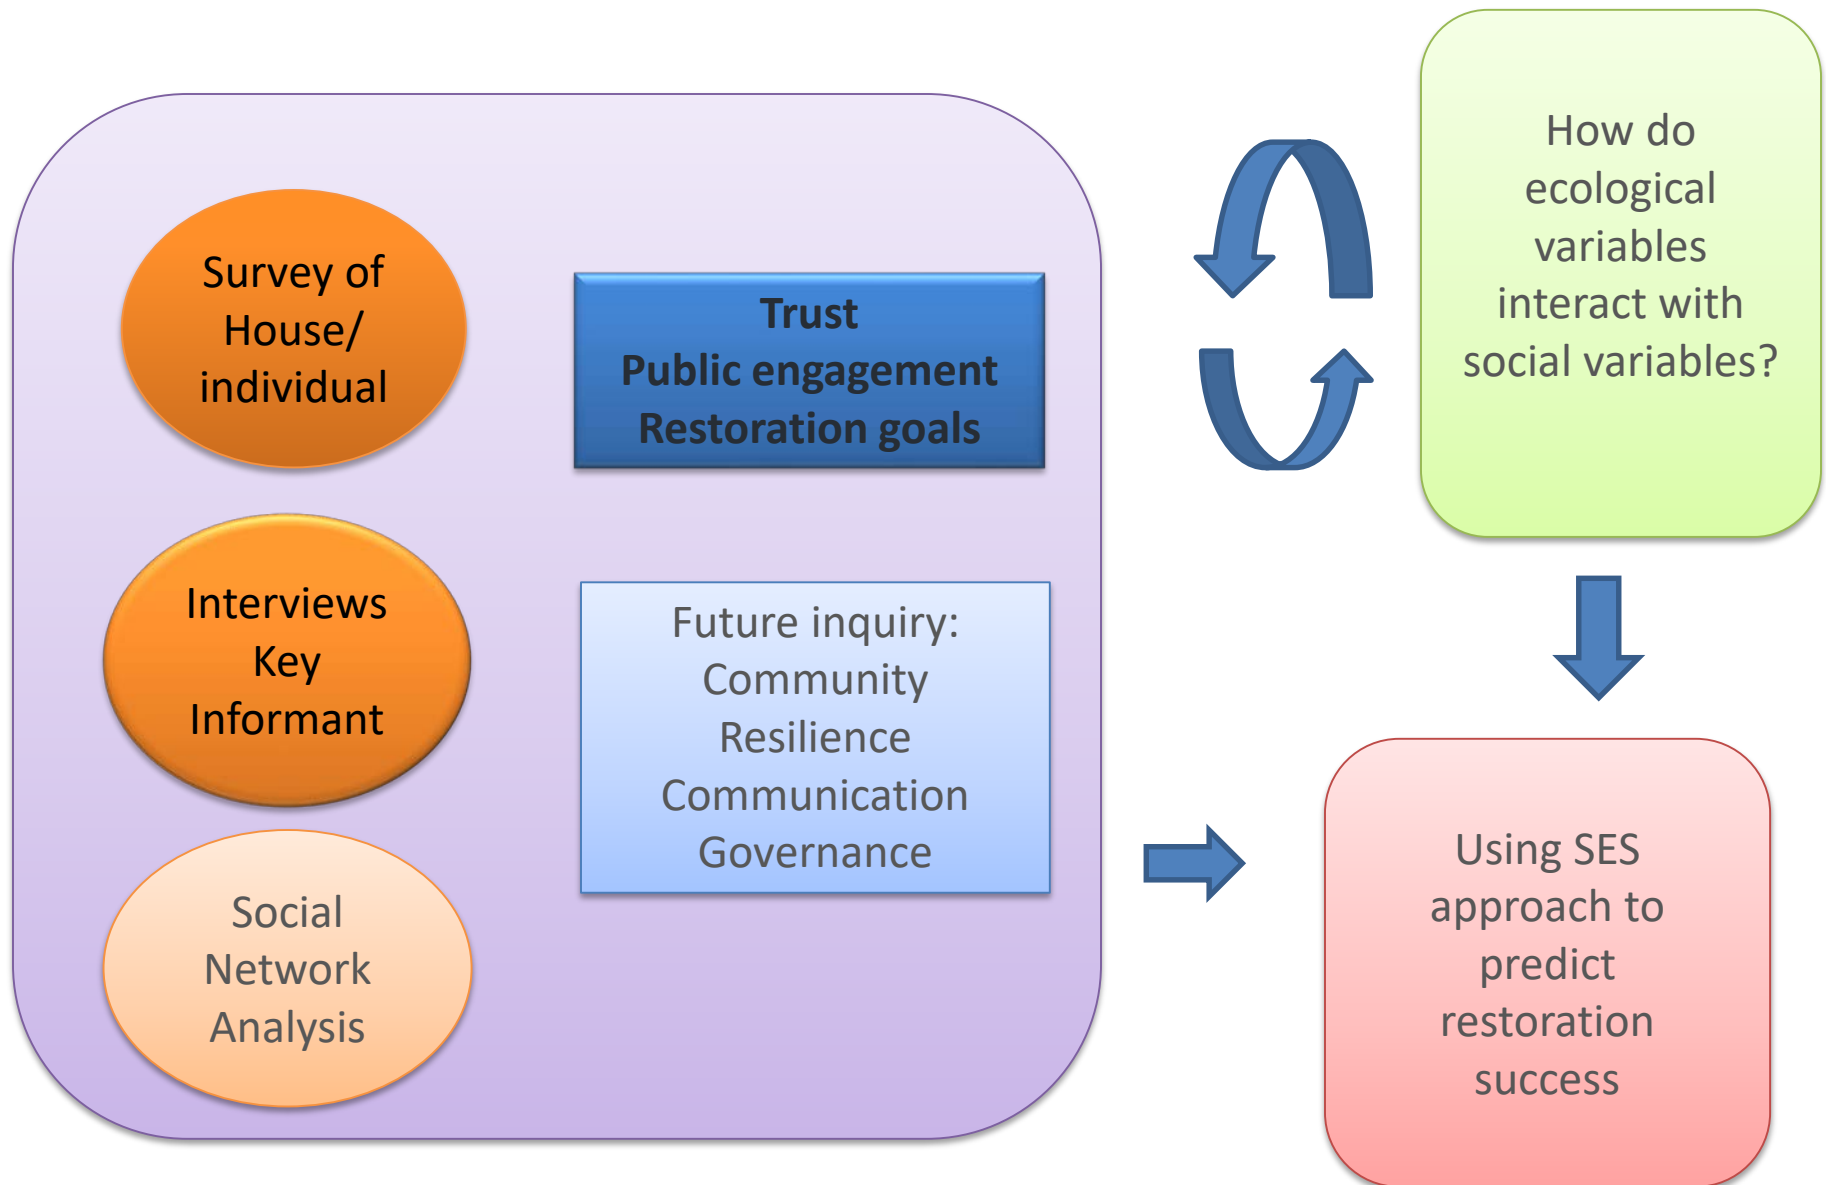 Survey of
House/
individual
Interviews
Key
Informant
Social
Network
Analysis
Trust
Public engagement
Restoration goals
Future inquiry:
Community
Resilience
Communication
Governance
How do
ecological
variables
interact with
social variables?
Using SES
approach to
predict
restoration
success